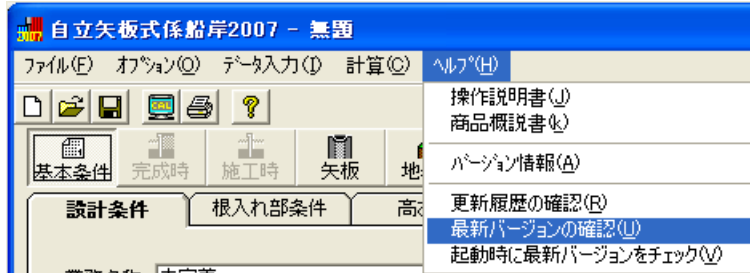 自立矢板式係船岸2007 - 無題
ファイル(F) オプション(O) データ入力(I) 計算(C) ヘルプ(H)
操作説明書(J)
商品概説書(k)
バージョン情報(A)
更新履歴の確認(R)
最新バージョンの確認(U)
起動時に最新バージョンをチェック(V)
CAL
基本条件 完成時 施工時 矢板
設計条件 根入れ部条件